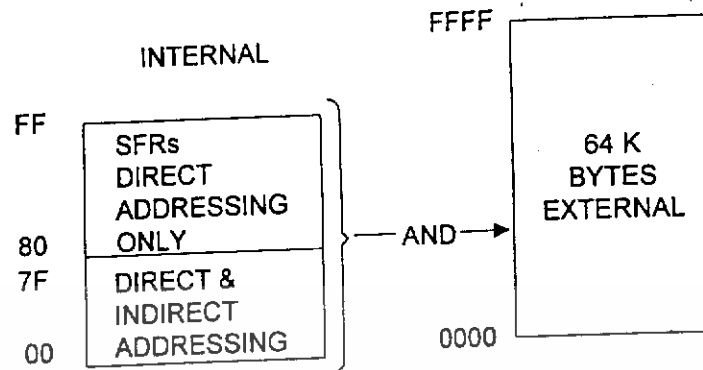 INTERNAL
FF
SFRs
DIRECT
ADDRESSING
ONLY
80
7F
DIRECT &
INDIRECT
ADDRESSING
00
AND
FFFF
64 K
BYTES
EXTERNAL
0000